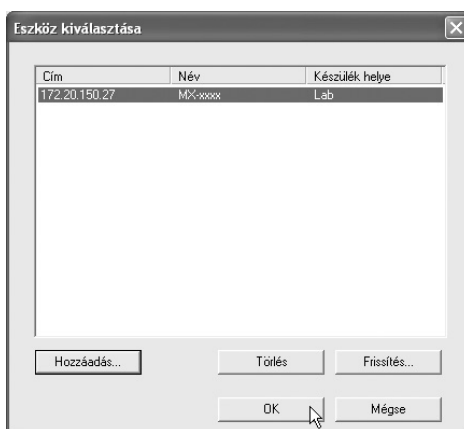 Eszköz kiválasztása
Cím Név Készülék helye
172.20.150.27 MX-xxxx Lab
Hozzáadás... Törlés Frissítés...
OK Mégse